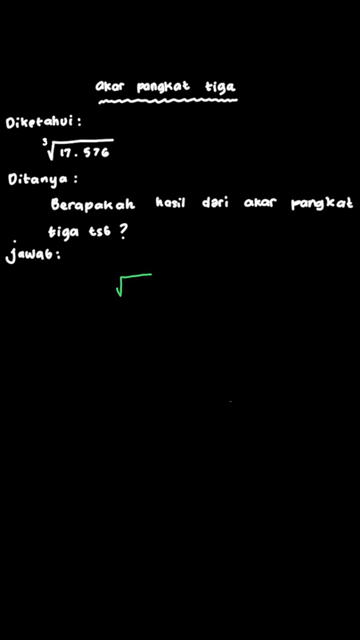 akar pangkat tiga
Diketahui:
³√17.576
Ditanya:
Berapakah hasil dari akar pangkat
tiga tsb ?
jawab:
√